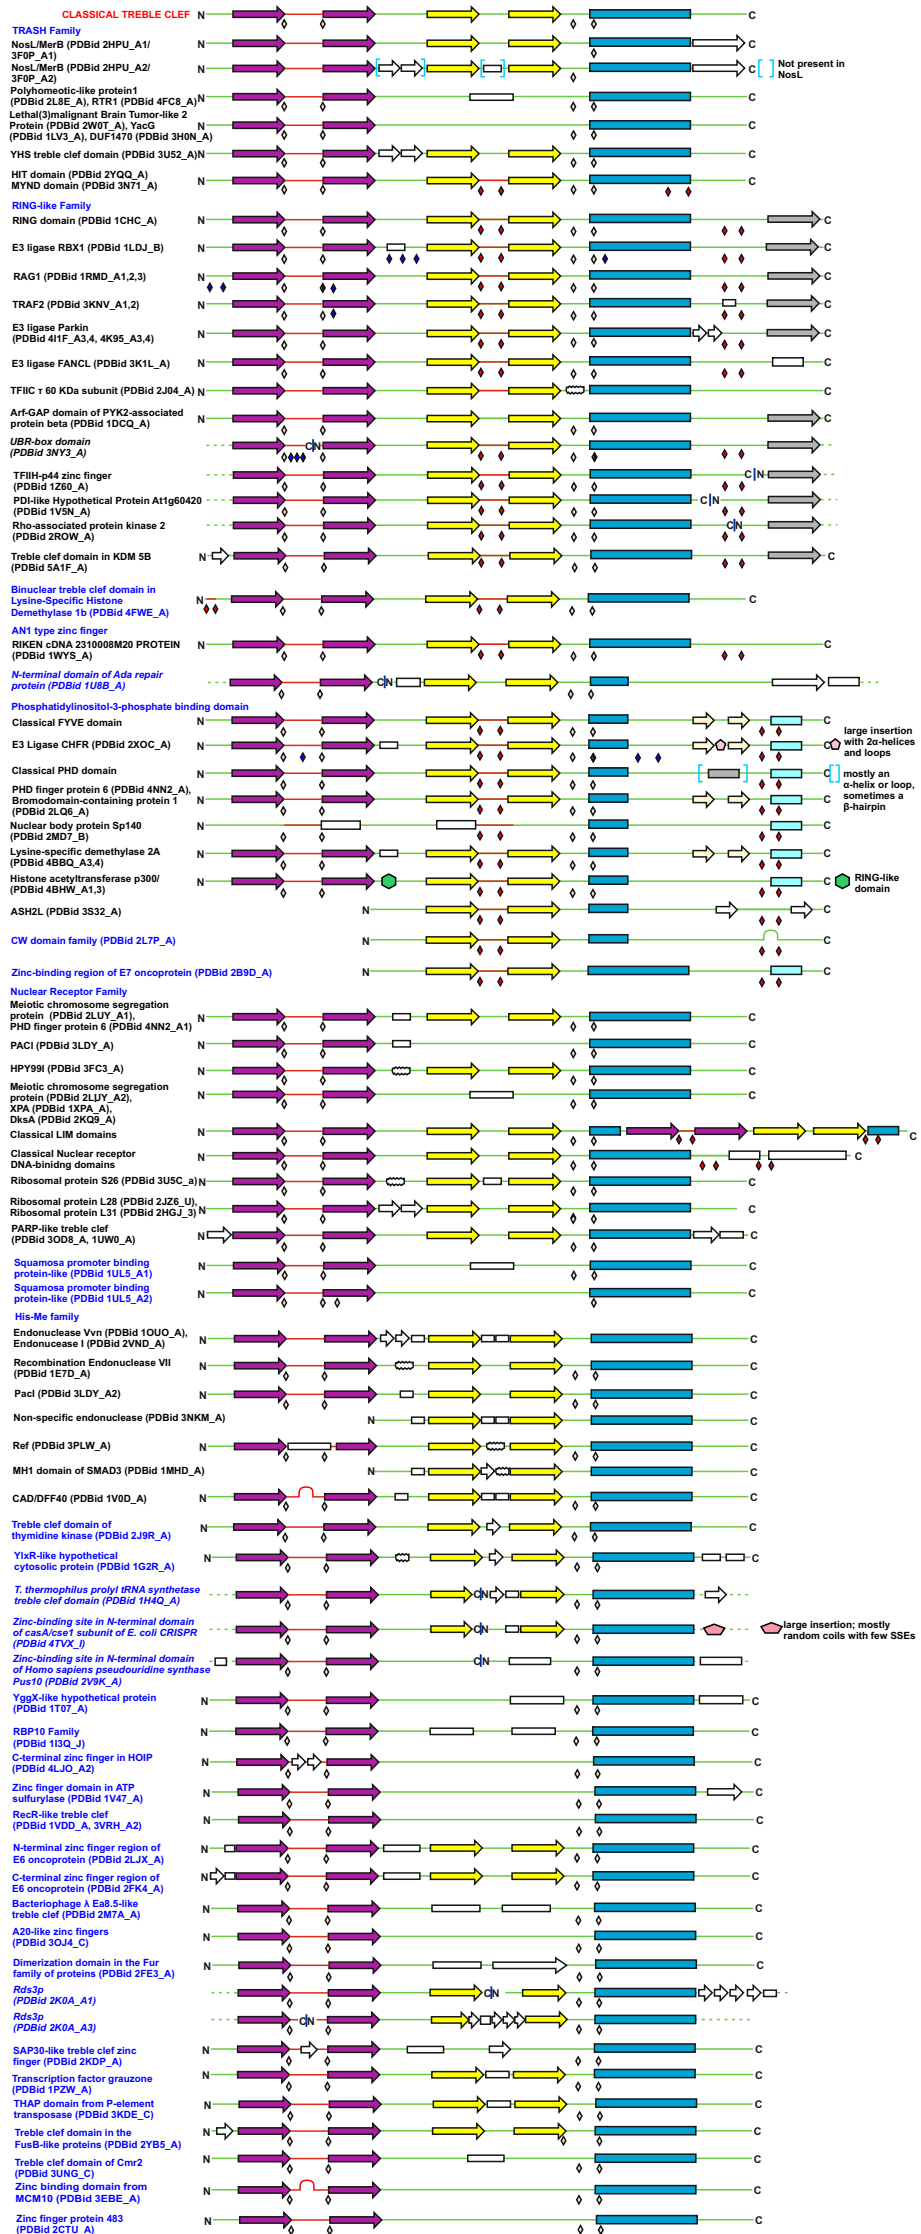 CLASSICAL TREBLE CLEF N C
TRASH Family
NosL/MerB (PDBid 2HPU_A1/ N C
3F0P_A1)
NosL/MerB (PDBid 2HPU_A2/ N C [ ] Not present in
3F0P_A2) NosL
Polyhomeotic-like protein1 N C
(PDBid 2L8E_A), RTR1 (PDBid 4FC8_A)
Lethal(3)malignant Brain Tumor-like 2
Protein (PDBid 2W0T_A), YacG N C
(PDBid 1LV3_A), DUF1470 (PDBid 3H0N_A)
YHS treble clef domain (PDBid 3U52_A) N C
HIT domain (PDBid 2YQQ_A) N C
MYND domain (PDBid 3N71_A)
RING-like Family
RING domain (PDBid 1CHC_A) N C
E3 ligase RBX1 (PDBid 1LDJ_B) N C
RAG1 (PDBid 1RMD_A1,2,3) N C
TRAF2 (PDBid 3KNV_A1,2) N C
E3 ligase Parkin N C
(PDBid 4I1F_A3,4, 4K95_A3,4)
E3 ligase FANCL (PDBid 3K1L_A) N C
TFIIC τ 60 KDa subunit (PDBid 2J04_A) N C
Arf-GAP domain of PYK2-associated N C
protein beta (PDBid 1DCQ_A)
UBR-box domain C N
(PDBid 3NY3_A)
TFIIH-p44 zinc finger C N
(PDBid 1Z60_A)
PDI-like Hypothetical Protein At1g60420 C N
(PDBid 1V5N_A)
Rho-associated protein kinase 2 C N
(PDBid 2ROW_A)
Treble clef domain in KDM 5B N C
(PDBid 5A1F_A)
Binuclear treble clef domain in
Lysine-Specific Histone N C
Demethylase 1b (PDBid 4FWE_A)
AN1 type zinc finger
RIKEN cDNA 2310008M20 PROTEIN N C
(PDBid 1WYS_A)
N-terminal domain of Ada repair C N
protein (PDBid 1U8B_A)
Phosphatidylinositol-3-phosphate binding domain
Classical FYVE domain N C
E3 Ligase CHFR (PDBid 2XOC_A) N C large insertion
with 2α-helices
and loops
Classical PHD domain N C [ ] mostly an
α-helix or loop,
sometimes a
β-hairpin
PHD finger protein 6 (PDBid 4NN2_A), N C
Bromodomain-containing protein 1
(PDBid 2LQ6_A)
Nuclear body protein Sp140 N C
(PDBid 2MD7_B)
Lysine-specific demethylase 2A N C
(PDBid 4BBQ_A3,4)
Histone acetyltransferase p300/ N C RING-like
(PDBid 4BHW_A1,3) domain
ASH2L (PDBid 3S32_A) N C
CW domain family (PDBid 2L7P_A) N C
Zinc-binding region of E7 oncoprotein (PDBid 2B9D_A) N C
Nuclear Receptor Family
Meiotic chromosome segregation
protein (PDBid 2LUY_A1), N C
PHD finger protein 6 (PDBid 4NN2_A1)
PACI (PDBid 3LDY_A) N C
HPY99I (PDBid 3FC3_A) N C
Meiotic chromosome segregation N C
protein (PDBid 2LUY_A2),
XPA (PDBid 1XPA_A),
DksA (PDBid 2KQ9_A)
Classical LIM domains N C
Classical Nuclear receptor N C
DNA-binidng domains
Ribosomal protein S26 (PDBid 3U5C_a) N C
Ribosomal protein L28 (PDBid 2JZ6_U), N C
Ribosomal protein L31 (PDBid 2HGJ_3)
PARP-like treble clef N C
(PDBid 3OD8_A, 1UW0_A)
Squamosa promoter binding N C
protein-like (PDBid 1UL5_A1)
Squamosa promoter binding N C
protein-like (PDBid 1UL5_A2)
His-Me family
Endonuclease Vvn (PDBid 1OUO_A), N C
Endonucease I (PDBid 2VND_A)
Recombination Endonuclease VII N C
(PDBid 1E7D_A)
PacI (PDBid 3LDY_A2) N C
Non-specific endonuclease (PDBid 3NKM_A) N C
Ref (PDBid 3PLW_A) N C
MH1 domain of SMAD3 (PDBid 1MHD_A) N C
CAD/DFF40 (PDBid 1V0D_A) N C
Treble clef domain of N C
thymidine kinase (PDBid 2J9R_A)
YlxR-like hypothetical N C
cytosolic protein (PDBid 1G2R_A)
T. thermophilus prolyl tRNA synthetase C N
treble clef domain (PDBid 1H4Q_A)
Zinc-binding site in N-terminal domain C N large insertion; mostly
of casA/cse1 subunit of E. coli CRISPR random coils with few SSEs
(PDBid 4TVX_I)
Zinc-binding site in N-terminal domain C N
of Homo sapiens pseudouridine synthase
Pus10 (PDBid 2V9K_A)
YggX-like hypothetical protein N C
(PDBid 1T07_A)
RBP10 Family N C
(PDBid 1I3Q_J)
C-terminal zinc finger in HOIP N C
(PDBid 4LJO_A2)
Zinc finger domain in ATP N C
sulfurylase (PDBid 1V47_A)
RecR-like treble clef N C
(PDBid 1VDD_A, 3VRH_A2)
N-terminal zinc finger region of N C
E6 oncoprotein (PDBid 2LJX_A)
C-terminal zinc finger region of N C
E6 oncoprotein (PDBid 2FK4_A)
Bacteriophage λ Ea8.5-like N C
treble clef (PDBid 2M7A_A)
A20-like zinc fingers N C
(PDBid 3OJ4_C)
Dimerization domain in the Fur N C
family of proteins (PDBid 2FE3_A)
Rds3p C N
(PDBid 2K0A_A1)
Rds3p C N
(PDBid 2K0A_A3)
SAP30-like treble clef zinc N C
finger (PDBid 2KDP_A)
Transcription factor grauzone N C
(PDBid 1PZW_A)
THAP domain from P-element N C
transposase (PDBid 3KDE_C)
Treble clef domain in the N C
FusB-like proteins (PDBid 2YB5_A)
Treble clef domain of Cmr2 N C
(PDBid 3UNG_C)
Zinc binding domain from N C
MCM10 (PDBid 3EBE_A)
Zinc finger protein 483 N C
(PDBid 2CTU_A)